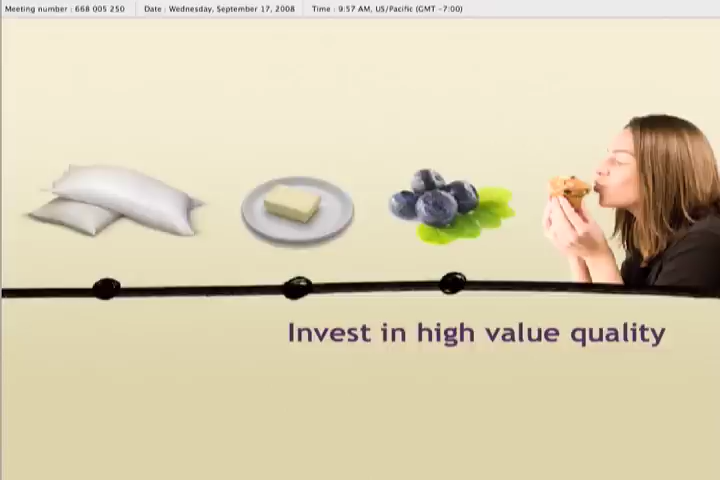 Meeting number : 668 005 250 Date : Wednesday, September 17, 2008 Time : 9:57 AM, US/Pacific (GMT -7:00)
Invest in high value quality